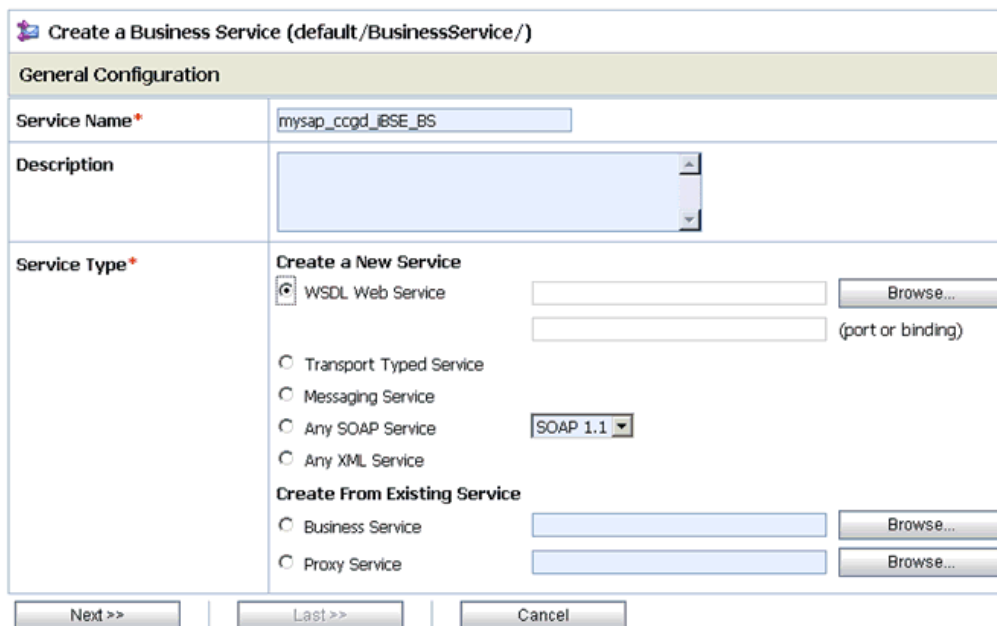 Create a Business Service (default/BusinessService/)
General Configuration
Service Name* mysap_ccgd_iBSE_BS
Description
Service Type* Create a New Service
WSDL Web Service Browse...
(port or binding)
Transport Typed Service
Messaging Service
Any SOAP Service SOAP 1.1
Any XML Service
Create From Existing Service
Business Service Browse...
Proxy Service Browse...
Next >> Last >> Cancel